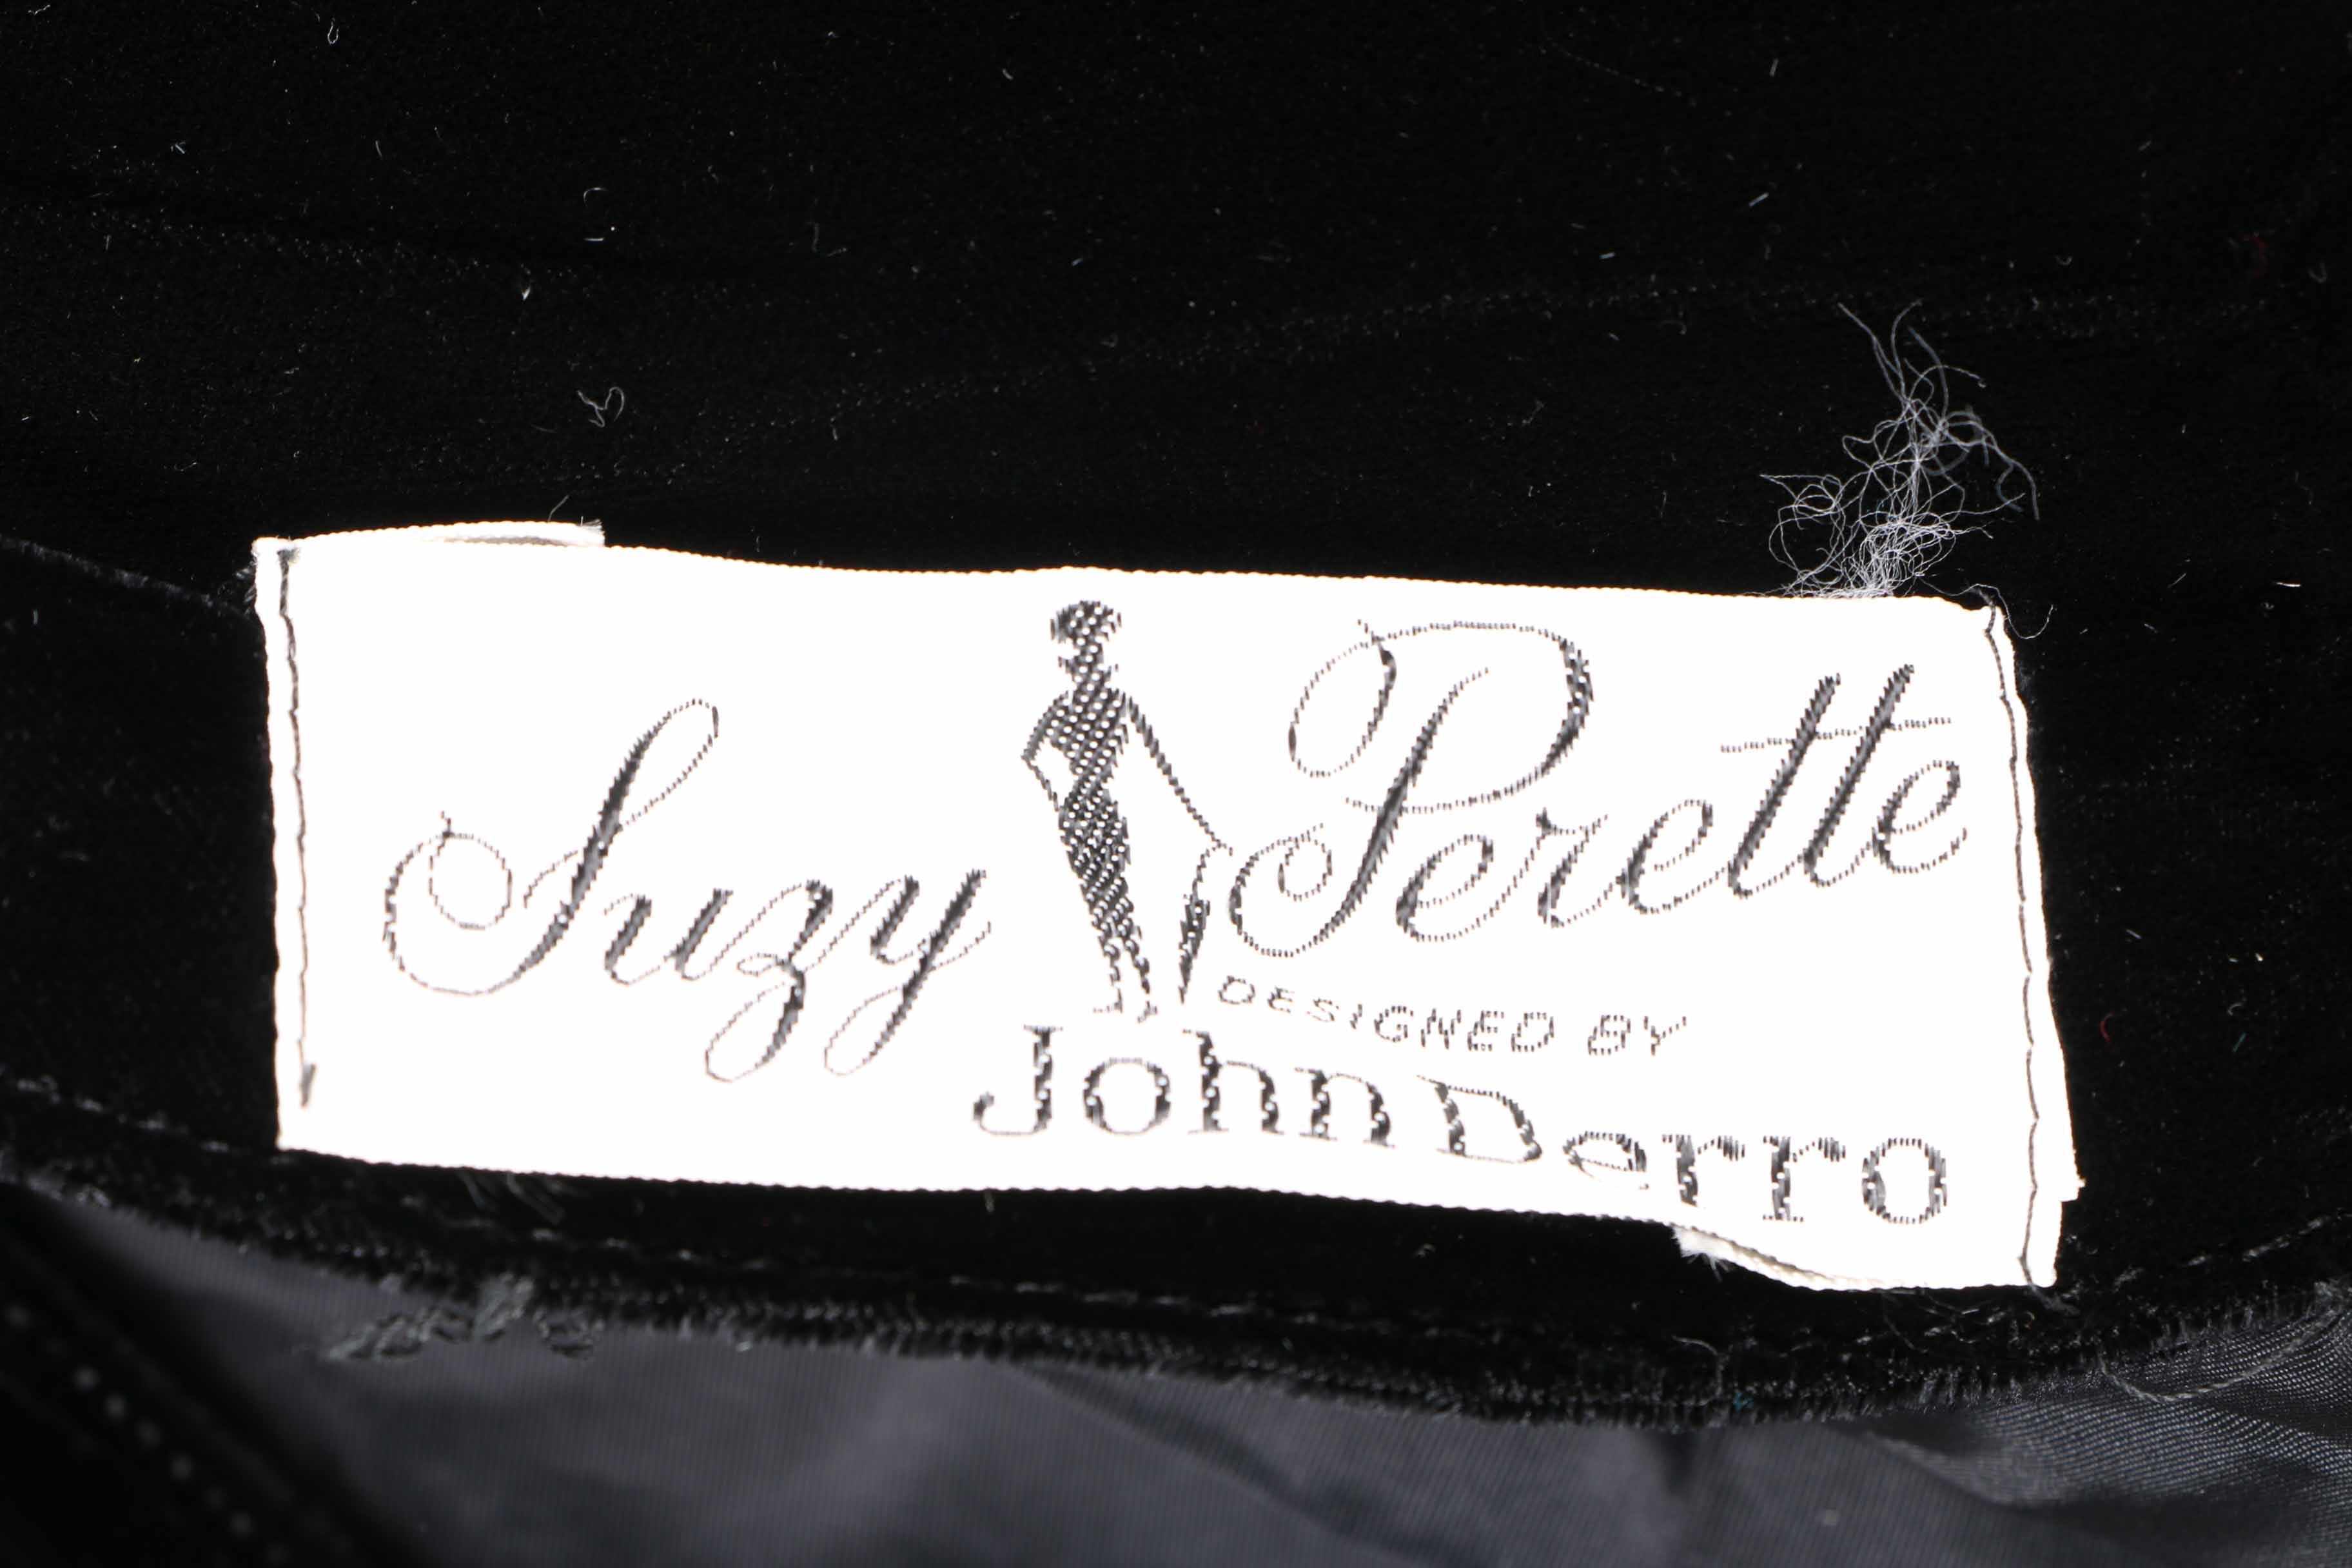 Suzy Perette
DESIGNED BY
John Derro